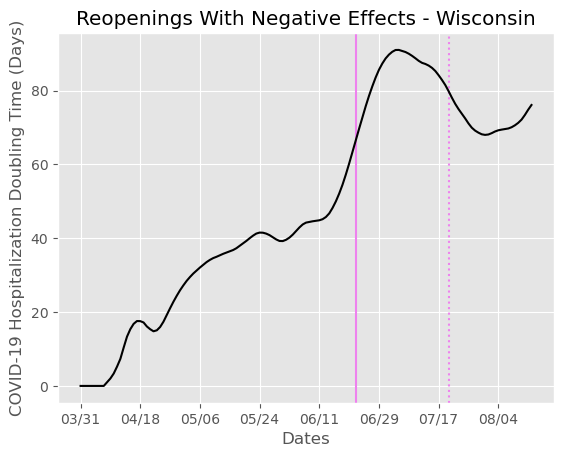 Reopenings With Negative Effects - Wisconsin
COVID-19 Hospitalization Doubling Time (Days)
80
60
40
20
0
03/31 04/18 05/06 05/24 06/11 06/29 07/17 08/04
Dates